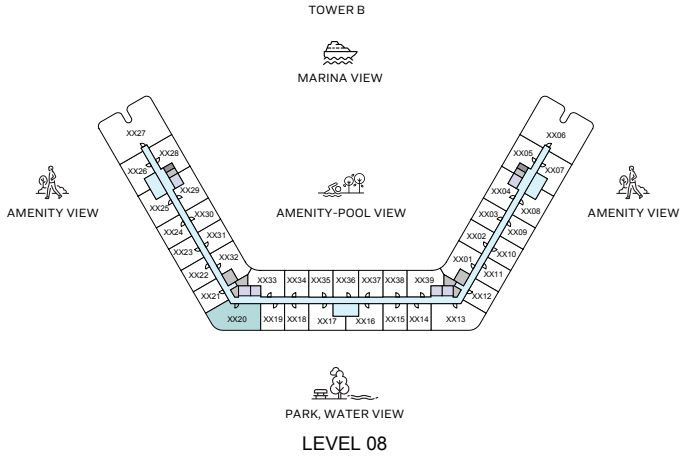 TOWER B
MARINA VIEW
XX27
XX06
XX28
XX05
XX26
XX07
XX29
XX04
AMENITY VIEW
AMENITY-POOL VIEW
AMENITY VIEW
XX25
XX30
XX03
XX08
XX24
XX31
XX02
XX09
XX23
XX32
XX01
XX10
XX22
XX33
XX34
XX35
XX36
XX37
XX38
XX39
XX11
XX21
XX12
XX20
XX19
XX18
XX17
XX16
XX15
XX14
XX13
PARK, WATER VIEW
LEVEL 08